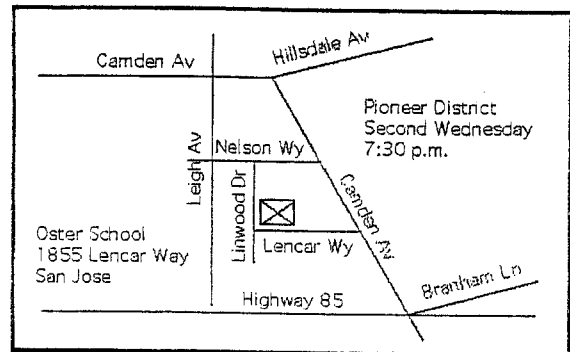 Camden Av
Hillsdale Av
Pioneer District
Second Wednesday
7:30 p.m.
Leigh Av
Nelson Wy
Linwood Dr
Camden Av
Lencar Wy
Oster School
1855 Lencar Way
San Jose
Highway 85
Branham Ln